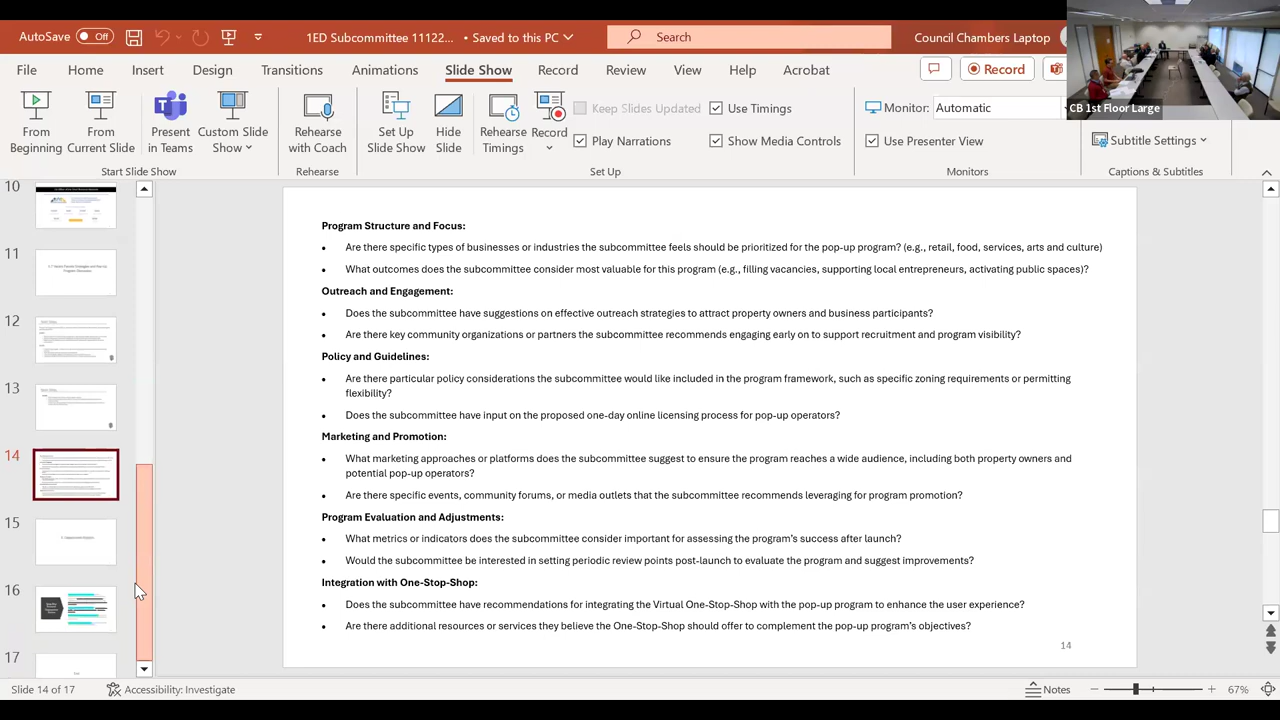 AutoSave Off 1ED Subcommittee 11122... • Saved to this PC Search Council Chambers Laptop
CB 1st Floor Large
File Home Insert Design Transitions Animations Slide Show Record Review View Help Acrobat Record
From Beginning
From Current Slide
Present in Teams
Custom Slide Show
Rehearse with Coach
Set Up Slide Show
Hide Slide
Rehearse Timings
Record
Keep Slides Updated
Use Timings
Play Narrations
Show Media Controls
Monitor: Automatic
Use Presenter View
Subtitle Settings
Start Slide Show Rehearse Set Up Monitors Captions & Subtitles
10
11
12
13
14
15
16
17
Program Structure and Focus:
• Are there specific types of businesses or industries the subcommittee feels should be prioritized for the pop-up program? (e.g., retail, food, services, arts and culture)
• What outcomes does the subcommittee consider most valuable for this program (e.g., filling vacancies, supporting local entrepreneurs, activating public spaces)?
Outreach and Engagement:
• Does the subcommittee have suggestions on effective outreach strategies to attract property owners and business participants?
• Are there key community organizations or partners the subcommittee recommends engaging early on to support recruitment and program visibility?
Policy and Guidelines:
• Are there particular policy considerations the subcommittee would like included in the program framework, such as specific zoning requirements or permitting
flexibility?
• Does the subcommittee have input on the proposed one-day online licensing process for pop-up operators?
Marketing and Promotion:
• What marketing approaches or platforms does the subcommittee suggest to ensure the program reaches a wide audience, including both property owners and
potential pop-up operators?
• Are there specific events, community forums, or media outlets that the subcommittee recommends leveraging for program promotion?
Program Evaluation and Adjustments:
• What metrics or indicators does the subcommittee consider important for assessing the program's success after launch?
• Would the subcommittee be interested in setting periodic review points post-launch to evaluate the program and suggest improvements?
Integration with One-Stop-Shop:
• Does the subcommittee have recommendations for integrating the Virtual One-Stop-Shop with the pop-up program to enhance the user experience?
• Are there additional resources or services they believe the One-Stop-Shop should offer to complement the pop-up program's objectives?
14
Slide 14 of 17 Accessibility: Investigate Notes 67%